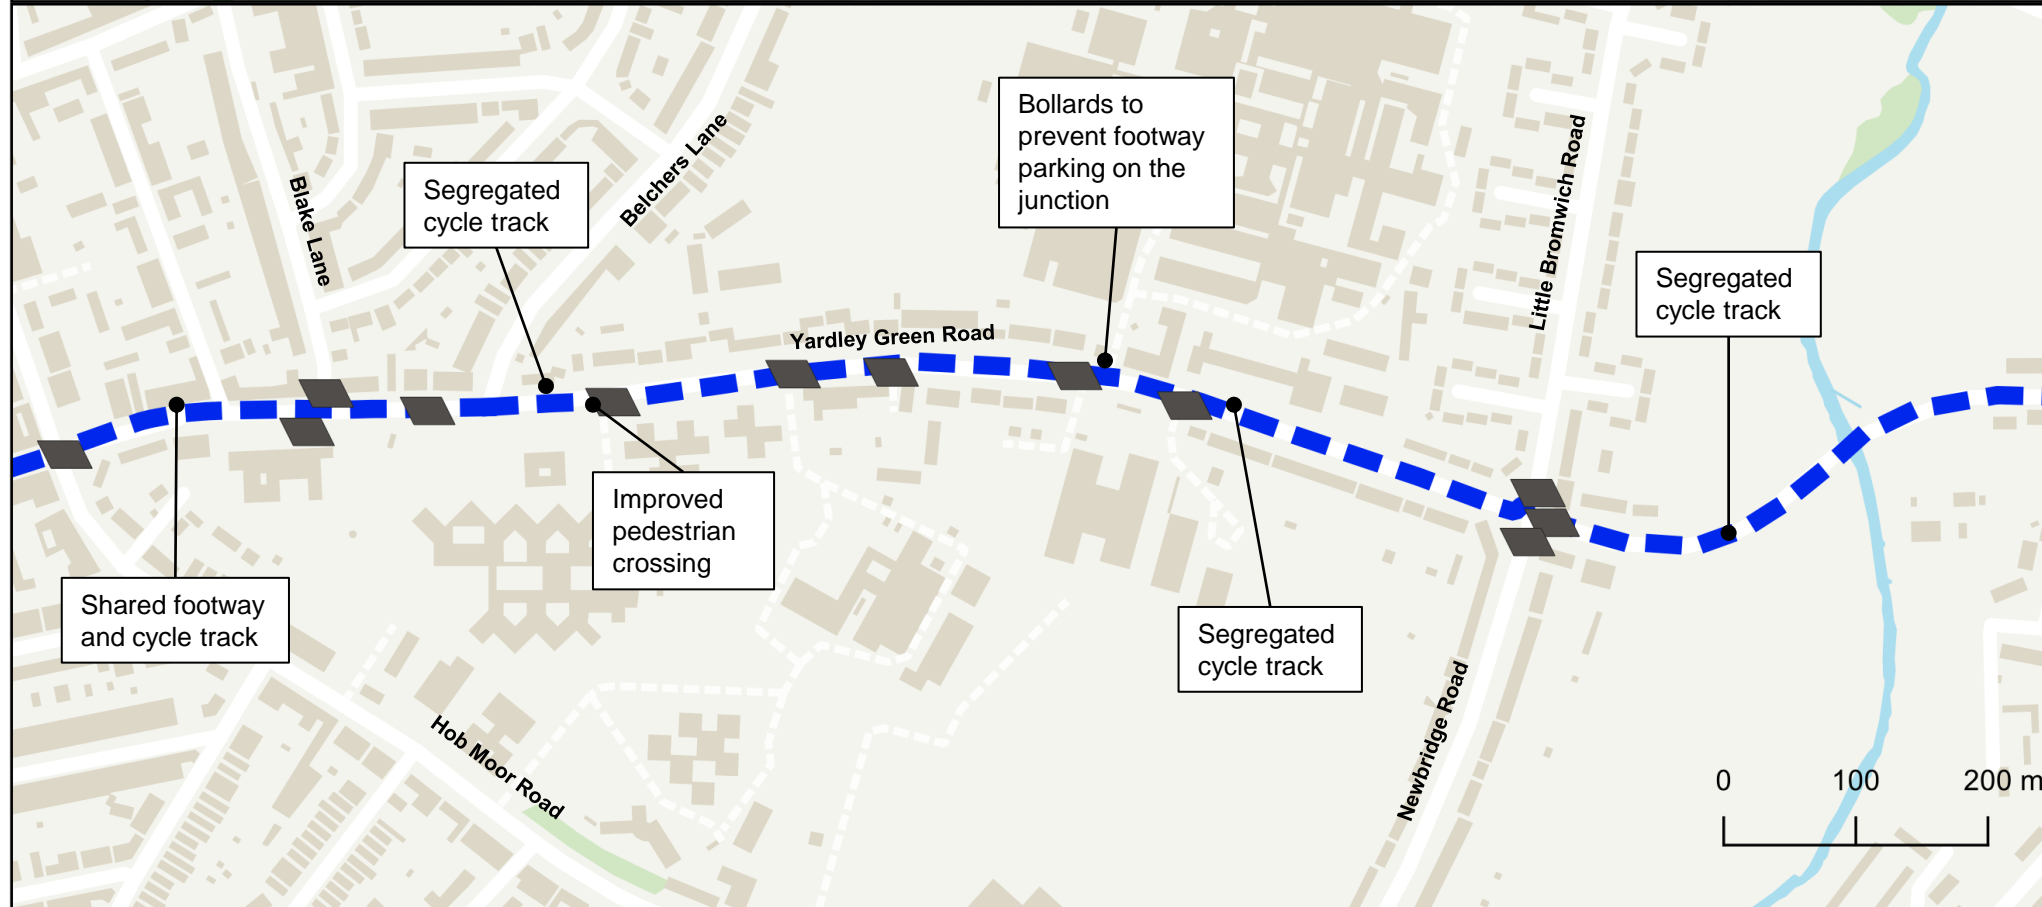 Bollards to
prevent footway
parking on the
junction
Segregated
cycle track
Belchers Lane
Blake Lane
Little Bromwich Road
Segregated
cycle track
Yardley Green Road
Improved
pedestrian
crossing
Shared footway
and cycle track
Segregated
cycle track
Hob Moor Road
Newbridge Road
0 100 200 m